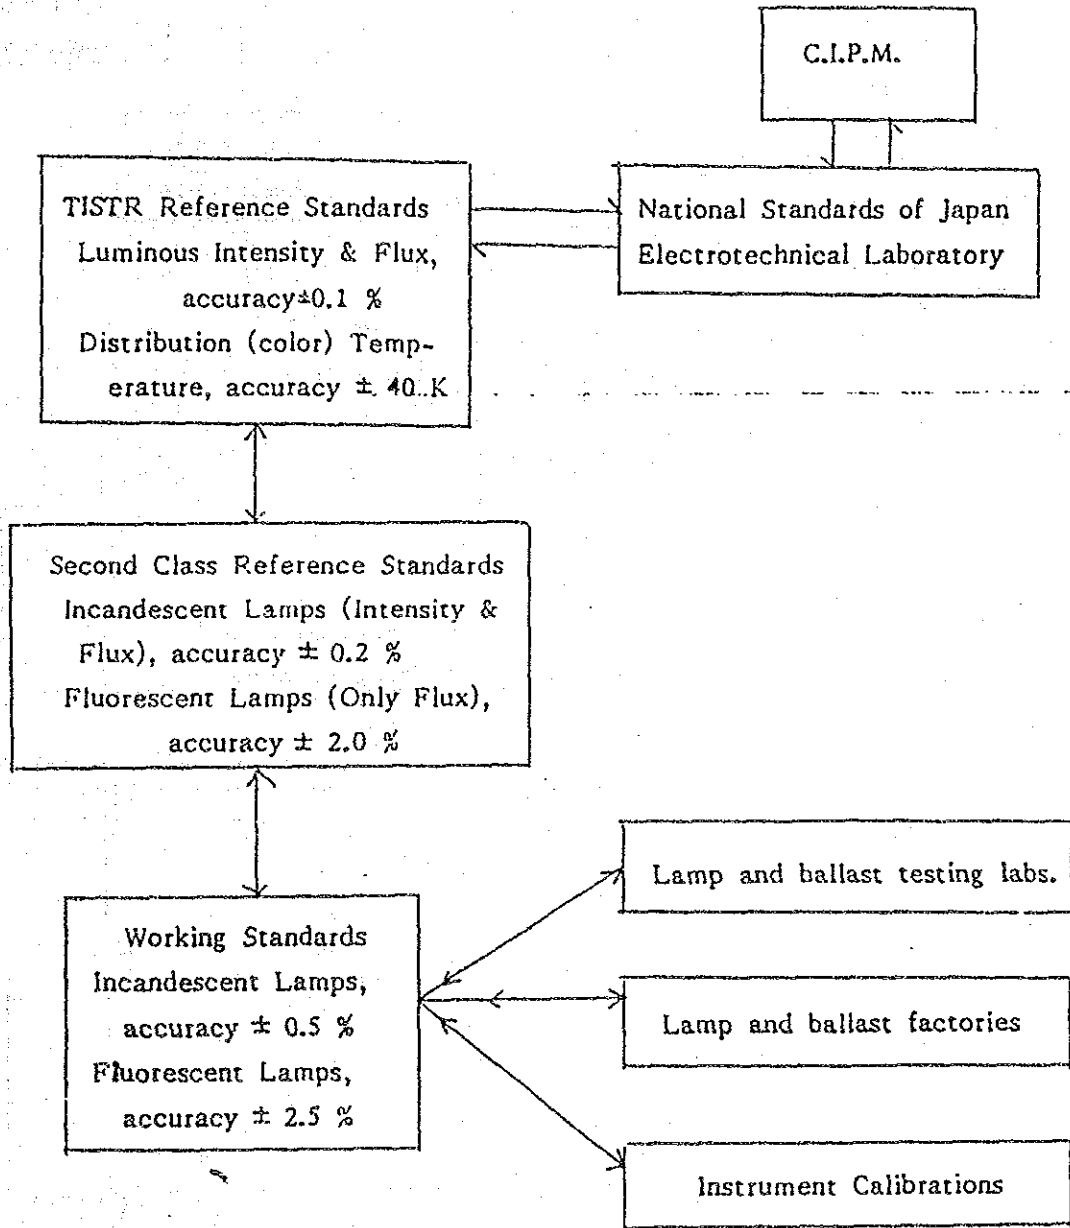 C.I.P.M.
TISTR Reference Standards
Luminous Intensity & Flux,
accuracy±0.1 %
Distribution (color) Temp-
erature, accuracy ± 40..K
National Standards of Japan
Electrotechnical Laboratory
Second Class Reference Standards
Incandescent Lamps (Intensity &
Flux), accuracy ± 0.2 %
Fluorescent Lamps (Only Flux),
accuracy ± 2.0 %
Working Standards
Incandescent Lamps,
accuracy ± 0.5 %
Fluorescent Lamps,
accuracy ± 2.5 %
Lamp and ballast testing labs.
Lamp and ballast factories
Instrument Calibrations